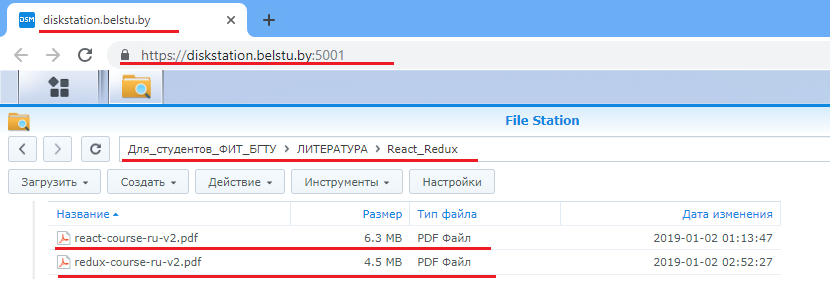 DSM diskstation.belstu.by
https://diskstation.belstu.by:5001
File Station
Для_студентов_ФИТ_БГТУ > ЛИТЕРАТУРА > React_Redux
Загрузить Создать Действие Инструменты Настройки
Название Размер Тип файла Дата изменения
react-course-ru-v2.pdf 6.3 MB PDF Файл 2019-01-02 01:13:47
redux-course-ru-v2.pdf 4.5 MB PDF Файл 2019-01-02 02:52:27